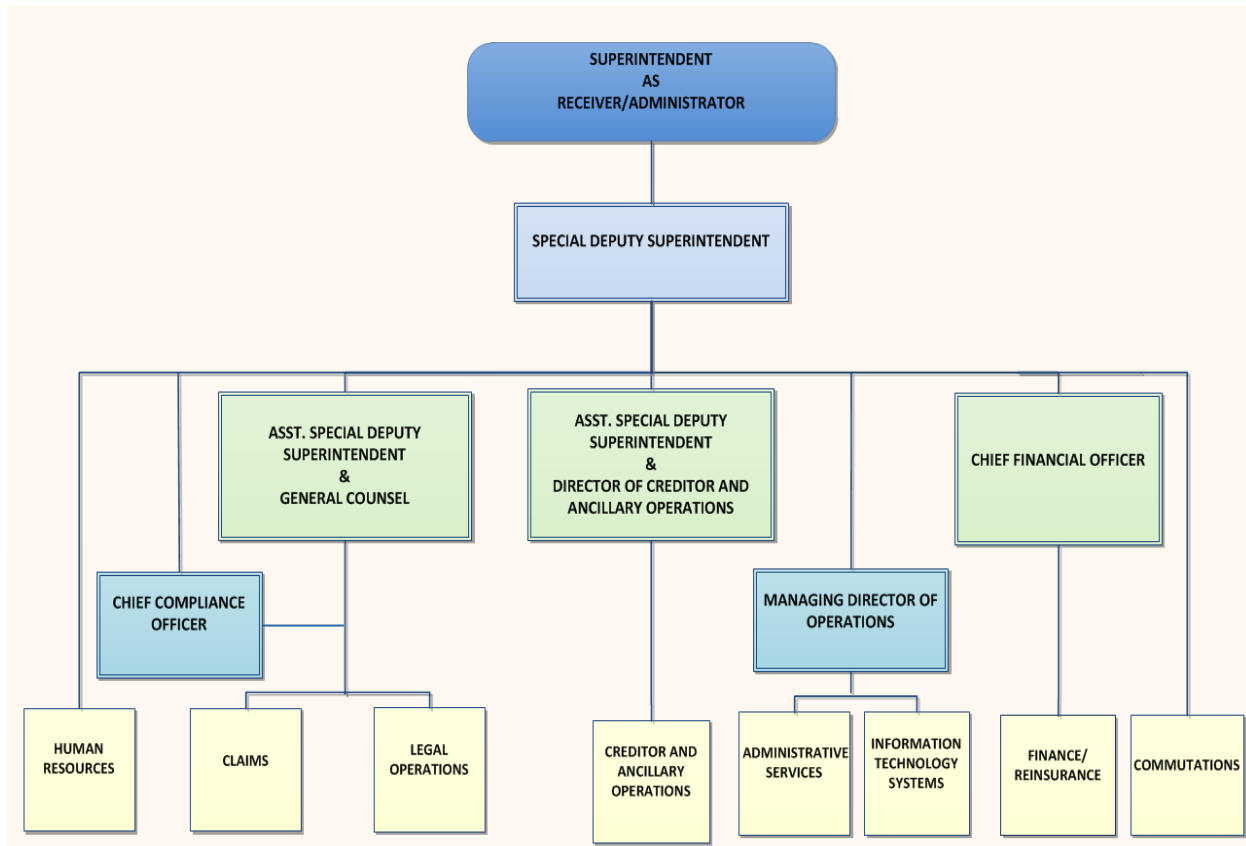 SUPERINTENDENT
AS
RECEIVER/ADMINISTRATOR
SPECIAL DEPUTY SUPERINTENDENT
ASST. SPECIAL DEPUTY
SUPERINTENDENT
&
GENERAL COUNSEL
ASST. SPECIAL DEPUTY
SUPERINTENDENT
&
DIRECTOR OF CREDITOR AND
ANCILLARY OPERATIONS
CHIEF FINANCIAL OFFICER
CHIEF COMPLIANCE
OFFICER
MANAGING DIRECTOR OF
OPERATIONS
HUMAN
RESOURCES
CLAIMS
LEGAL
OPERATIONS
CREDITOR AND
ANCILLARY
OPERATIONS
ADMINISTRATIVE
SERVICES
INFORMATION
TECHNOLOGY
SYSTEMS
FINANCE/
REINSURANCE
COMMUTATIONS